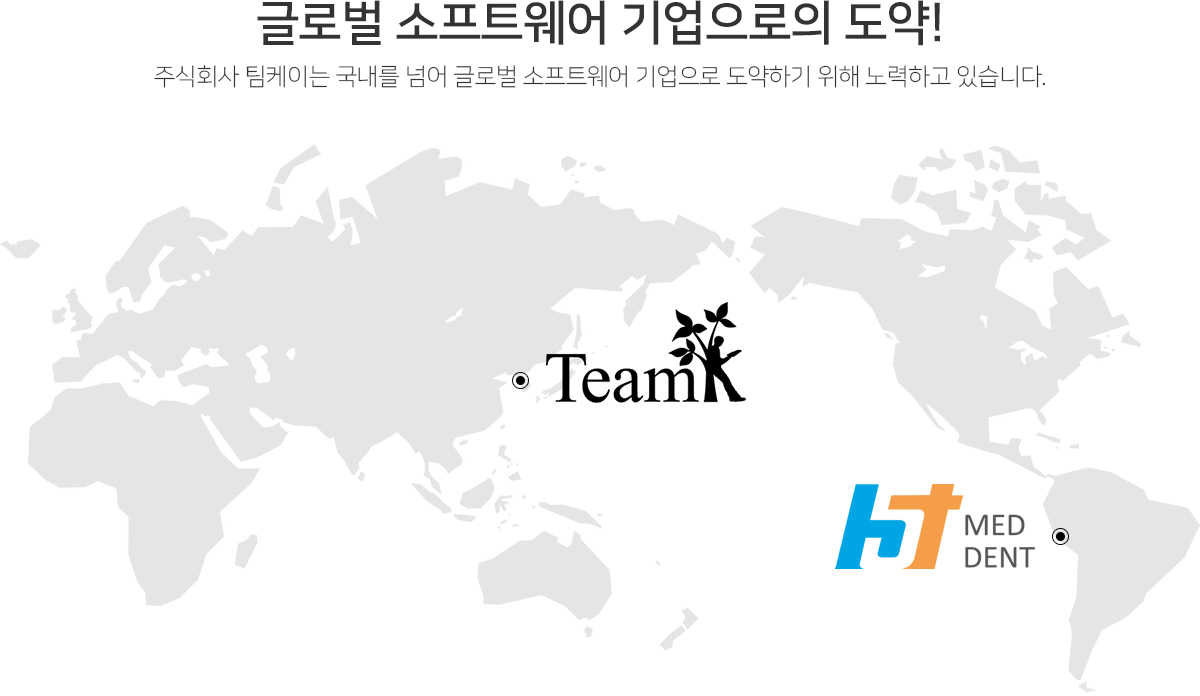 글로벌 소프트웨어 기업으로의 도약!
주식회사 팀케이는 국내를 넘어 글로벌 소프트웨어 기업으로 도약하기 위해 노력하고 있습니다.
TeamK
MED
DENT